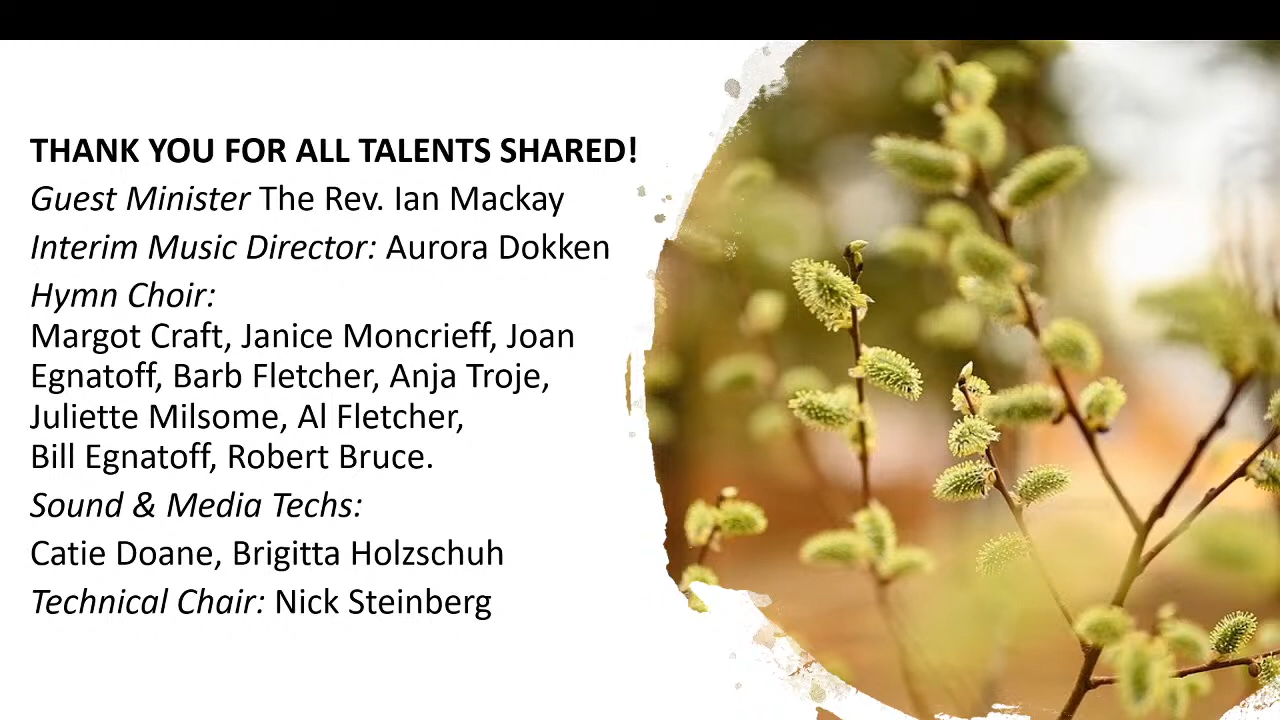 THANK YOU FOR ALL TALENTS SHARED!
Guest Minister The Rev. Ian Mackay
Interim Music Director: Aurora Dokken
Hymn Choir:
Margot Craft, Janice Moncrieff, Joan
Egnatoff, Barb Fletcher, Anja Troje,
Juliette Milsome, Al Fletcher,
Bill Egnatoff, Robert Bruce.
Sound & Media Techs:
Catie Doane, Brigitta Holzschuh
Technical Chair: Nick Steinberg